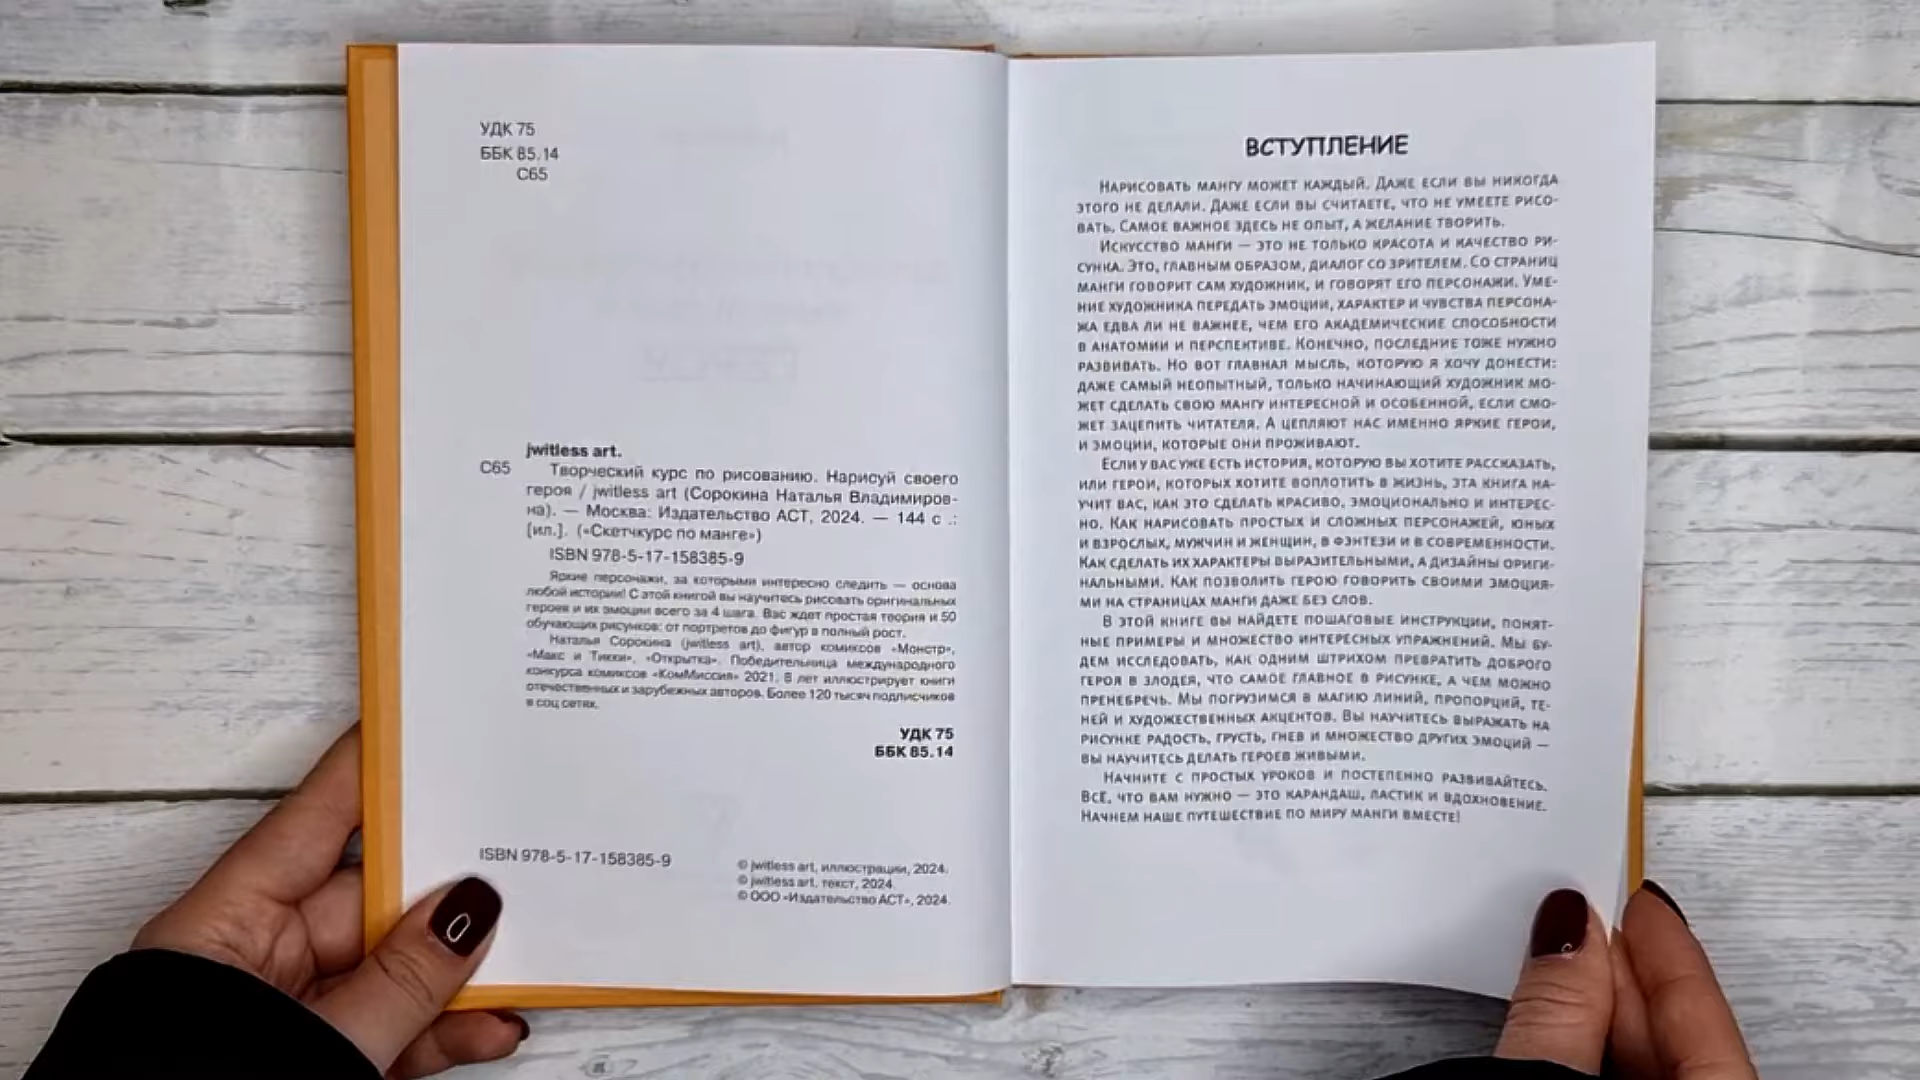 УДК 75
ББК 85.14
С65
jwitless art.
С65 Творческий курс по рисованию. Нарисуй своего
героя / jwitless art (Сорокина Наталья Владимиров-
на). — Москва: Издательство АСТ, 2024. — 144 с .:
[ил.]. («Скетчкурс по манге»)
ISBN 978-5-17-158385-9
Яркие персонажи, за которыми интересно следить — основа
любой истории! С этой книгой вы научитесь рисовать оригинальных
героев и их эмоции всего за 4 шага. Вас ждет простая теория и 50
обучающих рисунков: от портретов до фигур в полный рост.
Наталья Сорокина (jwitless art), автор комиксов «Монстр»,
«Макс и Тикки», «Открытка». Победительница международного
конкурса комиксов «КомМиссия» 2021. 8 лет иллюстрирует книги
отечественных и зарубежных авторов. Более 120 тысяч подписчиков
в соц сетях.
УДК 75
ББК 85.14
ISBN 978-5-17-158385-9
© jwitless art, иллюстрации, 2024.
© jwitless art, текст, 2024.
© ООО «Издательство АСТ», 2024.
ВСТУПЛЕНИЕ
Нарисовать мангу может каждый. Даже если вы никогда
этого не делали. Даже если вы считаете, что не умеете рисо-
вать. Самое важное здесь не опыт, а желание творить.
Искусство манги — это не только красота и качество ри-
сунка. Это, главным образом, диалог со зрителем. Со страниц
манги говорит сам художник, и говорят его персонажи. Уме-
ние художника передать эмоции, характер и чувства персона-
жа едва ли не важнее, чем его академические способности
в анатомии и перспективе. Конечно, последние тоже нужно
развивать. Но вот главная мысль, которую я хочу донести:
даже самый неопытный, только начинающий художник мо-
жет сделать свою мангу интересной и особенной, если смо-
жет зацепить читателя. А цепляют нас именно яркие герои,
и эмоции, которые они проживают.
Если у вас уже есть история, которую вы хотите рассказать,
или герои, которых хотите воплотить в жизнь, эта книга на-
учит вас, как это сделать красиво, эмоционально и интерес-
но. Как нарисовать простых и сложных персонажей, юных
и взрослых, мужчин и женщин, в фэнтези и в современности.
Как сделать их характеры выразительными, а дизайны ориги-
нальными. Как позволить герою говорить своими эмоция-
ми на страницах манги даже без слов.
В этой книге вы найдете пошаговые инструкции, понят-
ные примеры и множество интересных упражнений. Мы бу-
дем исследовать, как одним штрихом превратить доброго
героя в злодея, что самое главное в рисунке, а чем можно
пренебречь. Мы погрузимся в магию линий, пропорций, те-
ней и художественных акцентов. Вы научитесь выражать на
рисунке радость, грусть, гнев и множество других эмоций —
вы научитесь делать героев живыми.
Начните с простых уроков и постепенно развивайтесь.
Всё, что вам нужно — это карандаш, ластик и вдохновение.
Начнем наше путешествие по миру манги вместе!